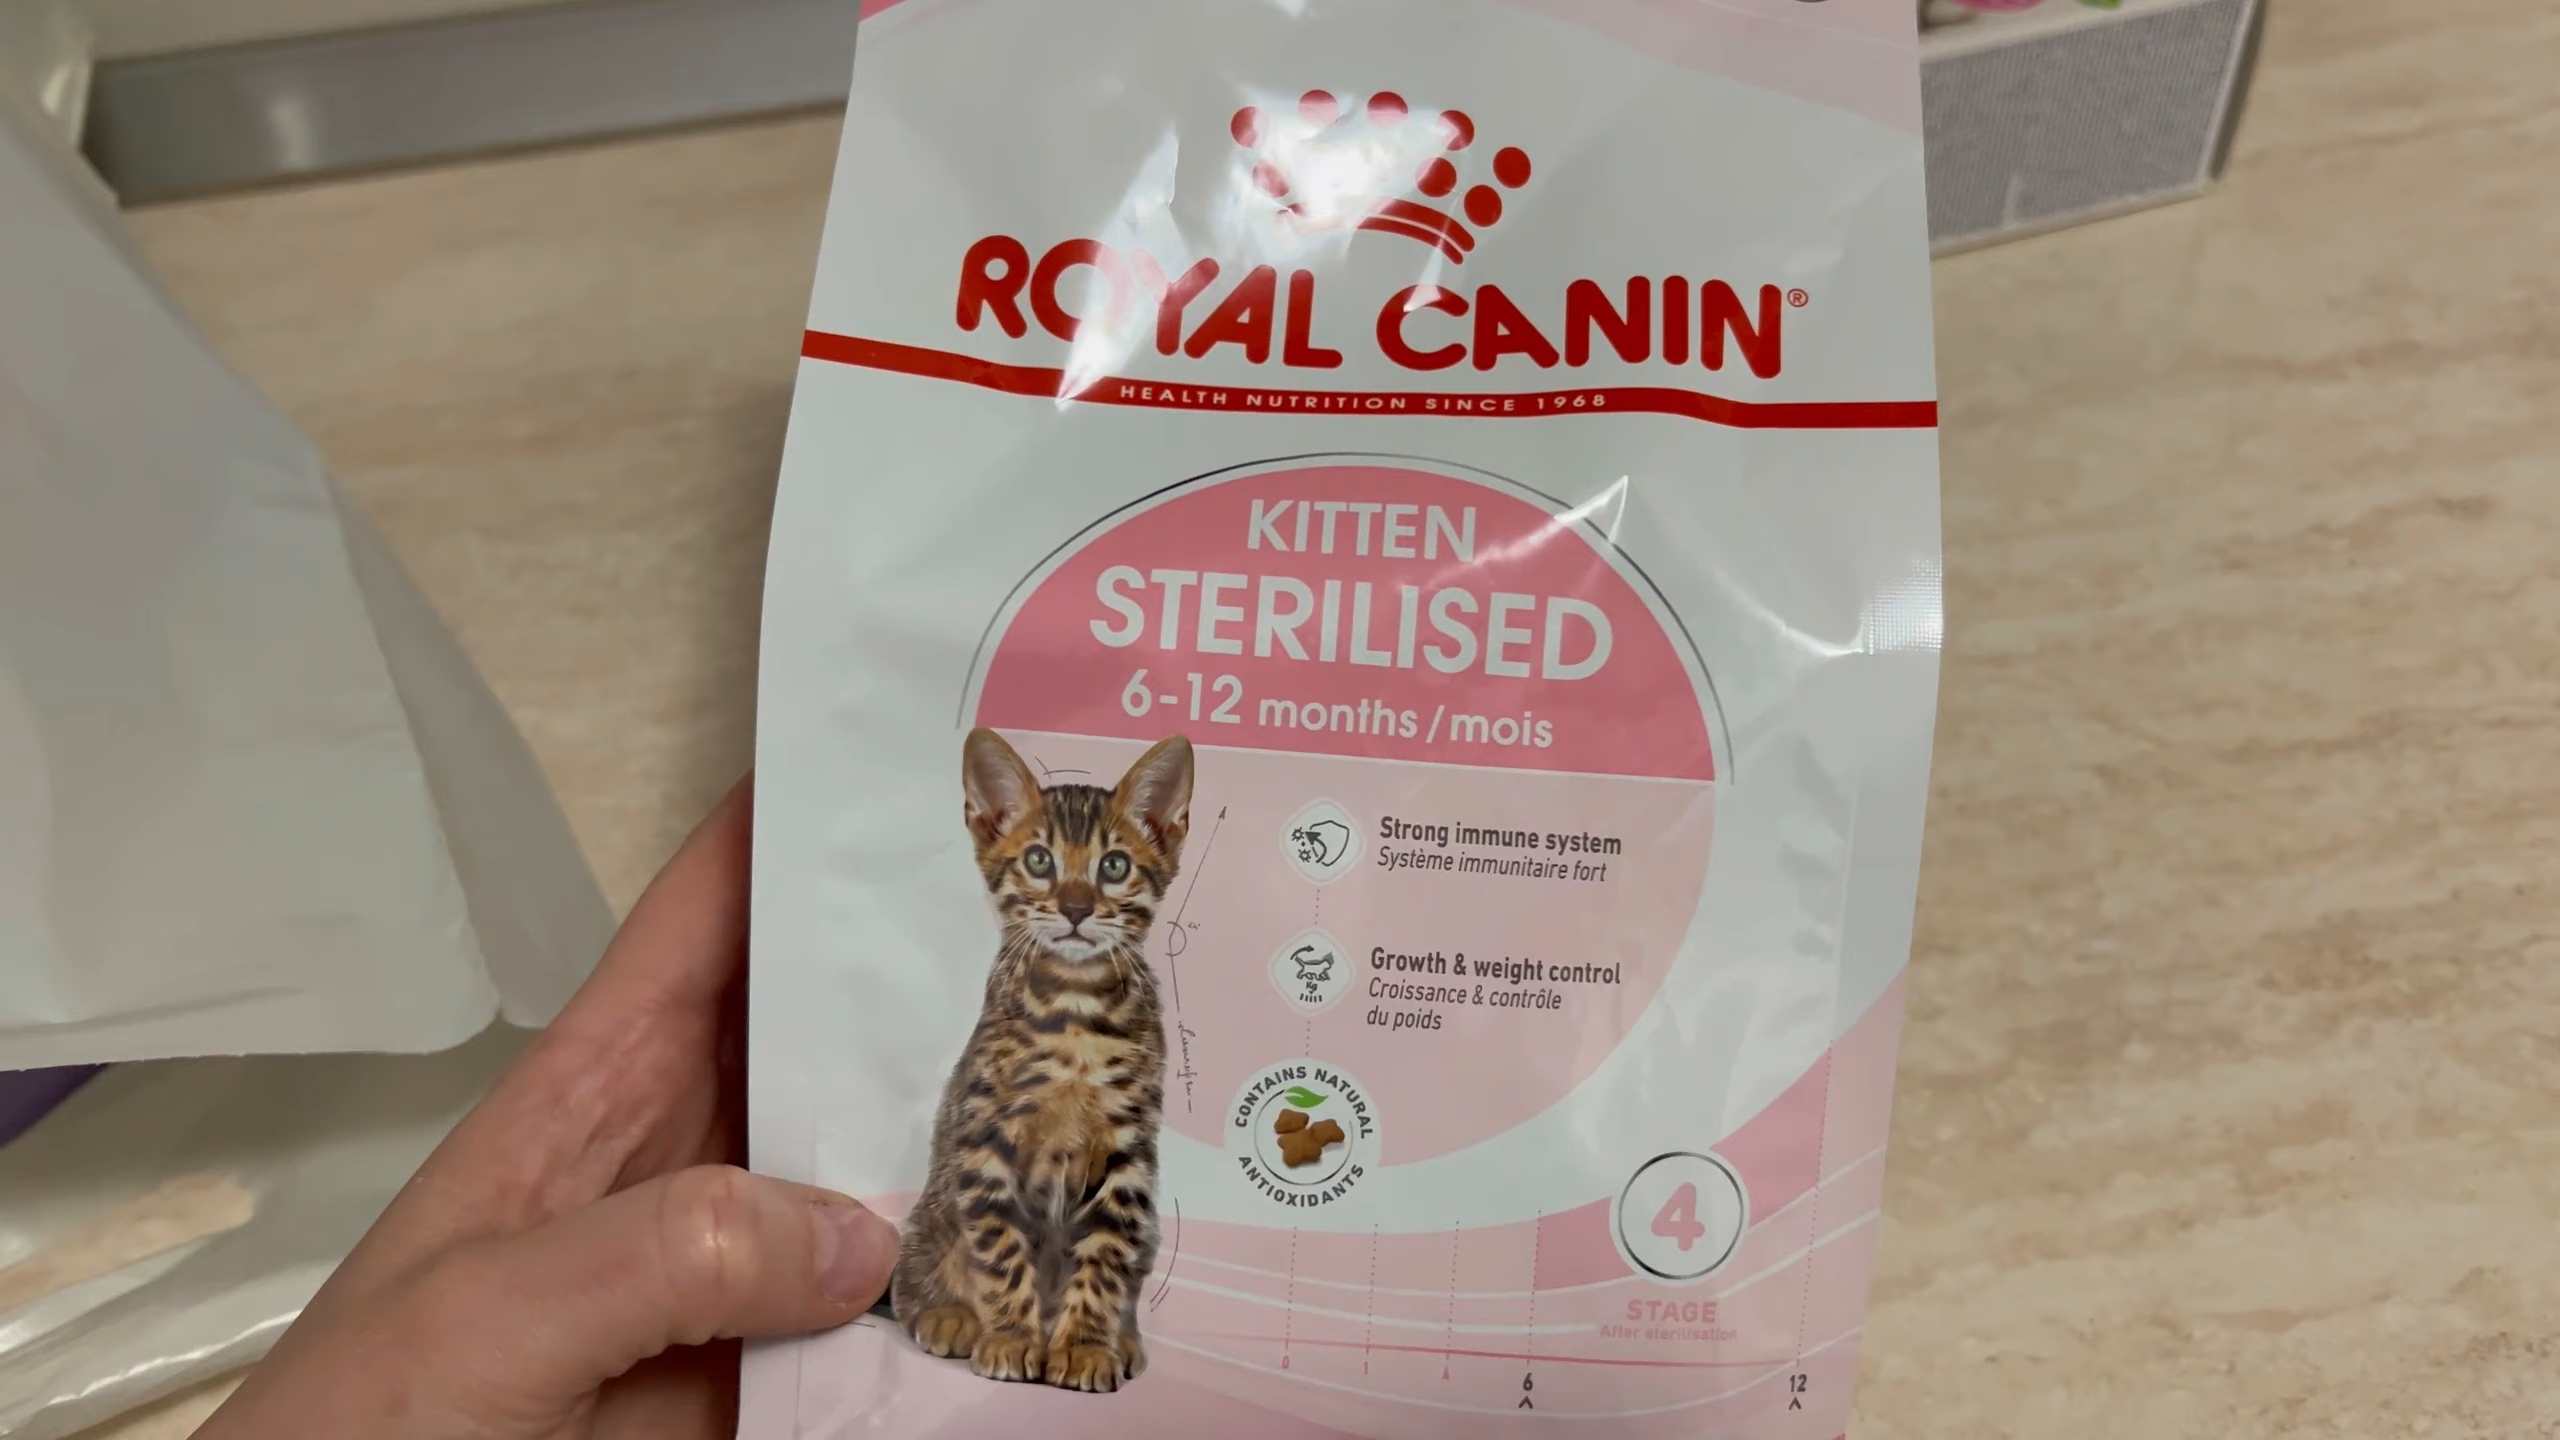 ROYAL CANIN®
HEALTH NUTRITION SINCE 1968
KITTEN
STERILISED
6-12 months/mois
Strong immune system
Système immunitaire fort
Growth & weight control
Croissance & contrôle
du poids
Kg
CONTAINS NATURAL
ANTIOXIDANTS
4
STAGE
After sterilisation
0
1
4
6
12